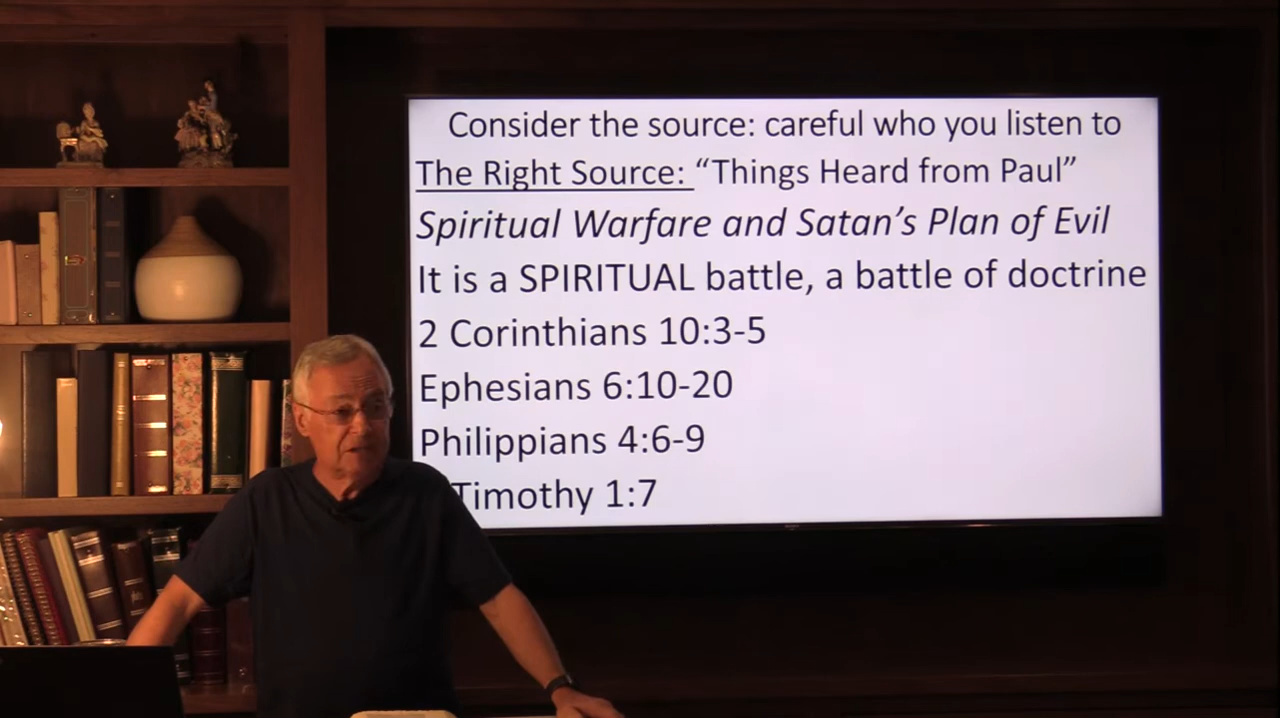 Consider the source: careful who you listen to
The Right Source: “Things Heard from Paul”
Spiritual Warfare and Satan’s Plan of Evil
It is a SPIRITUAL battle, a battle of doctrine
2 Corinthians 10:3-5
Ephesians 6:10-20
Philippians 4:6-9
Timothy 1:7